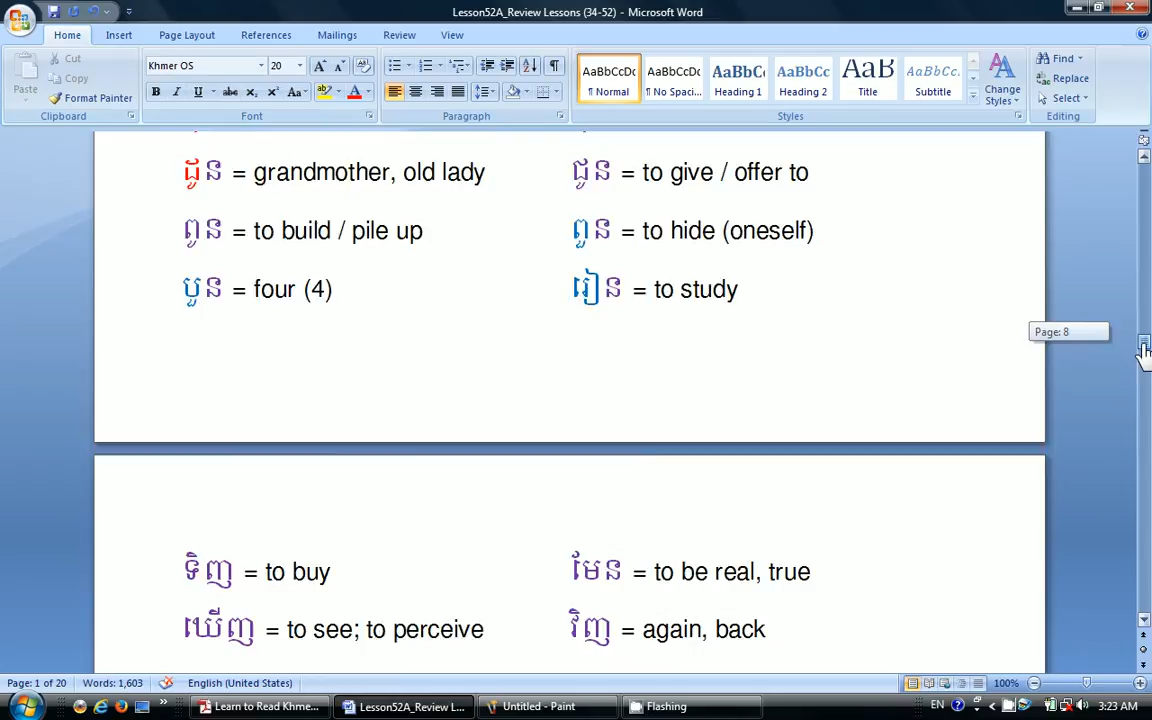 Lesson52A_Review Lessons (34-52) - Microsoft Word
Home Insert Page Layout References Mailings Review View
Paste Cut Copy Format Painter
Khmer OS 20
AaBbCcDc AaBbCcDc AaBbCc AaBbCc AaB AaBbCc.
¶ Normal ¶ No Spaci... Heading 1 Heading 2 Title Subtitle
Change Styles
Find Replace Select
Clipboard Font Paragraph Styles Editing
ដូន = grandmother, old lady ជូន = to give / offer to
ពូន = to build / pile up ពួន = to hide (oneself)
បួន = four (4) រៀន = to study
Page: 8
ទិញ = to buy មែន = to be real, true
ឃើញ = to see; to perceive វិញ = again, back
Page: 1 of 20 Words: 1,603 English (United States) 100%
Learn to Read Khme... Lesson52A_Review L... Untitled - Paint Flashing EN 3:23 AM